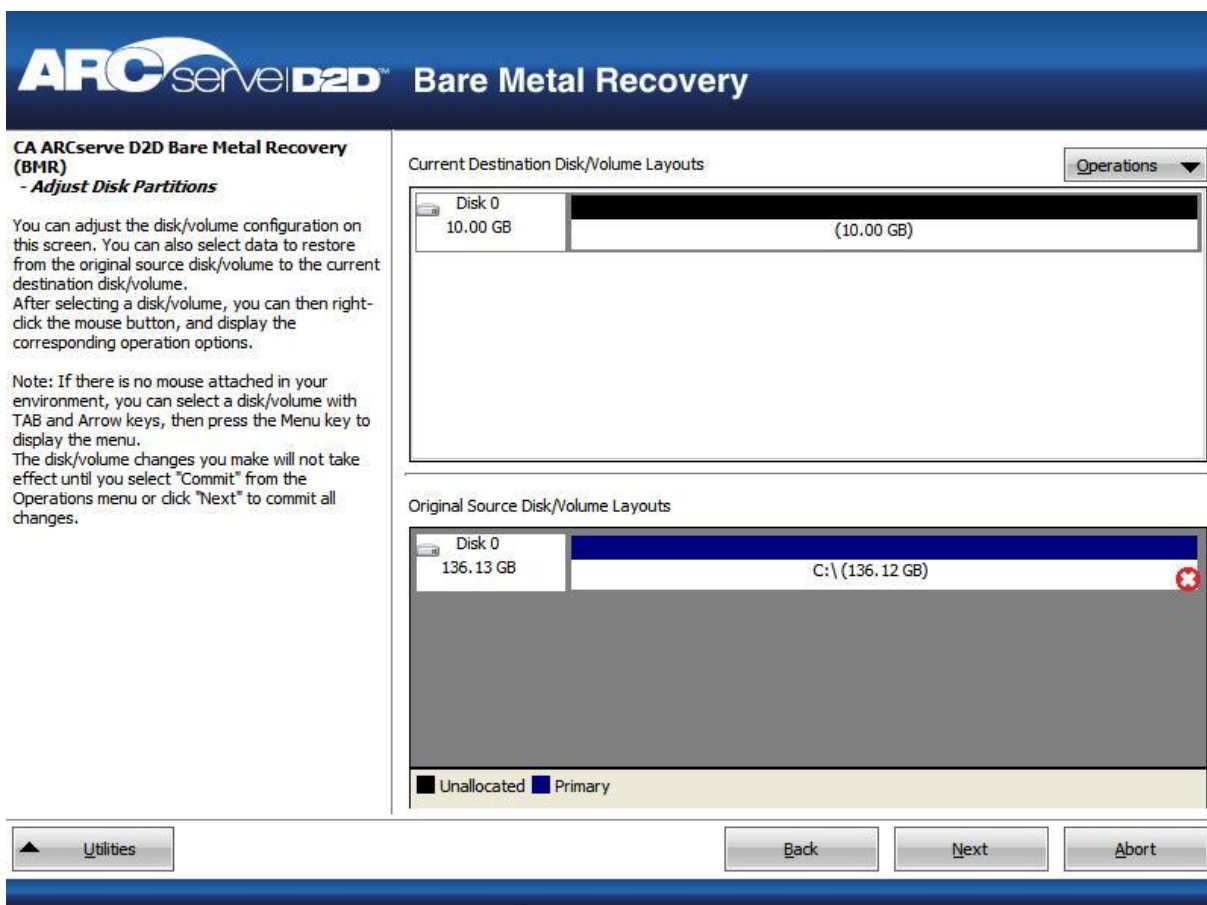 ARCserve D2D™ Bare Metal Recovery
CA ARCserve D2D Bare Metal Recovery
(BMR)
- Adjust Disk Partitions
You can adjust the disk/volume configuration on
this screen. You can also select data to restore
from the original source disk/volume to the current
destination disk/volume.
After selecting a disk/volume, you can then right-
click the mouse button, and display the
corresponding operation options.
Note: If there is no mouse attached in your
environment, you can select a disk/volume with
TAB and Arrow keys, then press the Menu key to
display the menu.
The disk/volume changes you make will not take
effect until you select "Commit" from the
Operations menu or click "Next" to commit all
changes.
Current Destination Disk/Volume Layouts
Operations
Disk 0
10.00 GB
(10.00 GB)
Original Source Disk/Volume Layouts
Disk 0
136.13 GB
C:\ (136.12 GB)
Unallocated Primary
Utilities
Back
Next
Abort